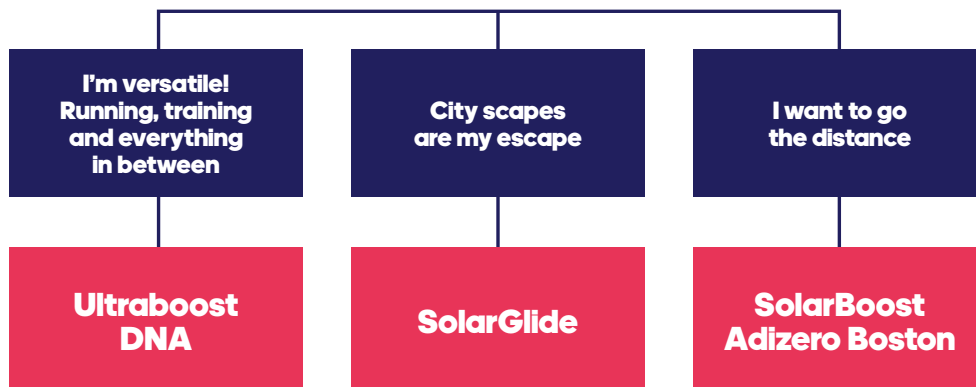 I'm versatile!
Running, training
and everything
in between
City scapes
are my escape
I want to go
the distance
Ultraboost
DNA
SolarGlide
SolarBoost
Adizero Boston